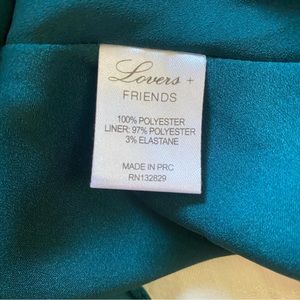 Lovers +
FRIENDS
100% POLYESTER
LINER: 97% POLYESTER
3% ELASTANE
MADE IN PRC
RN132829